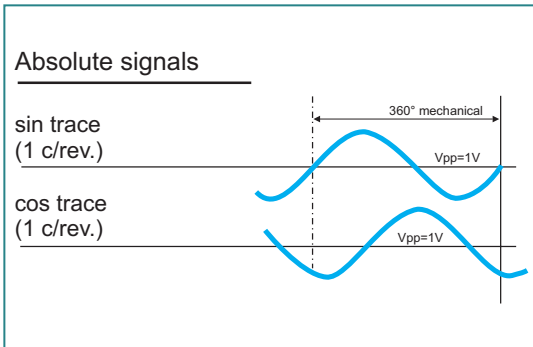 Absolute signals
360° mechanical
sin trace
(1 c/rev.)
Vpp=1V
cos trace
(1 c/rev.)
Vpp=1V